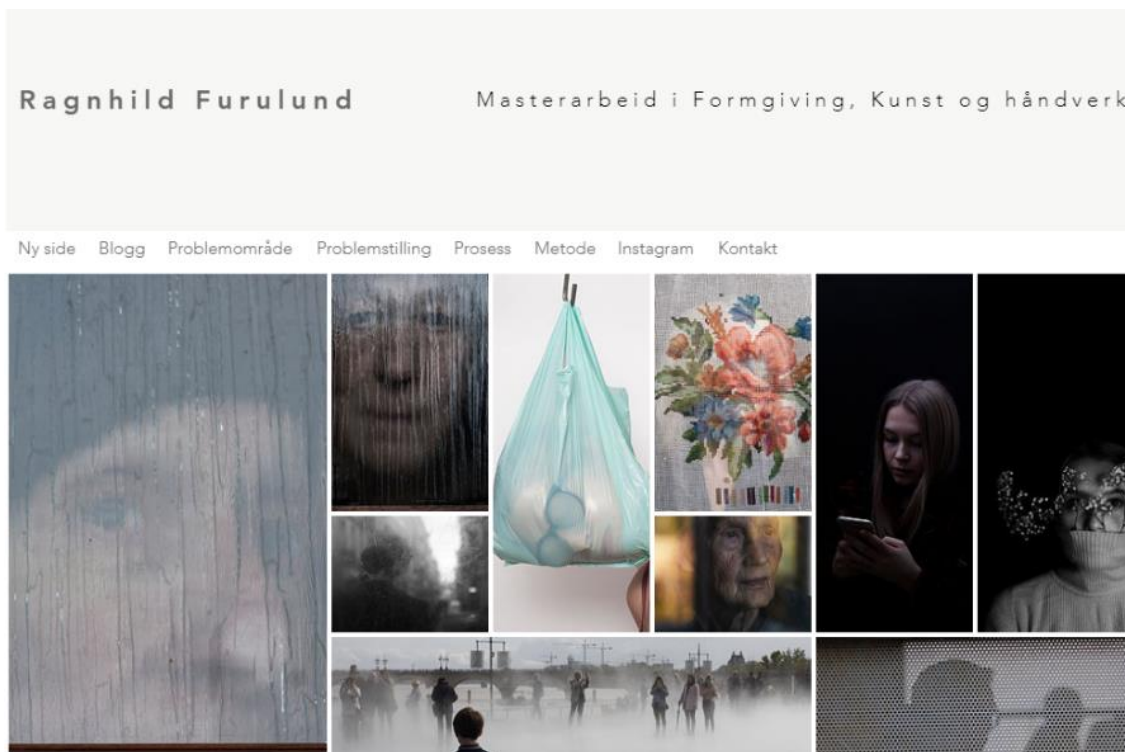 Ragnhild Furulund
Masterarbeid i Formgiving, Kunst og håndverk
Ny side Blogg Problemområde Problemstilling Prosess Metode Instagram Kontakt